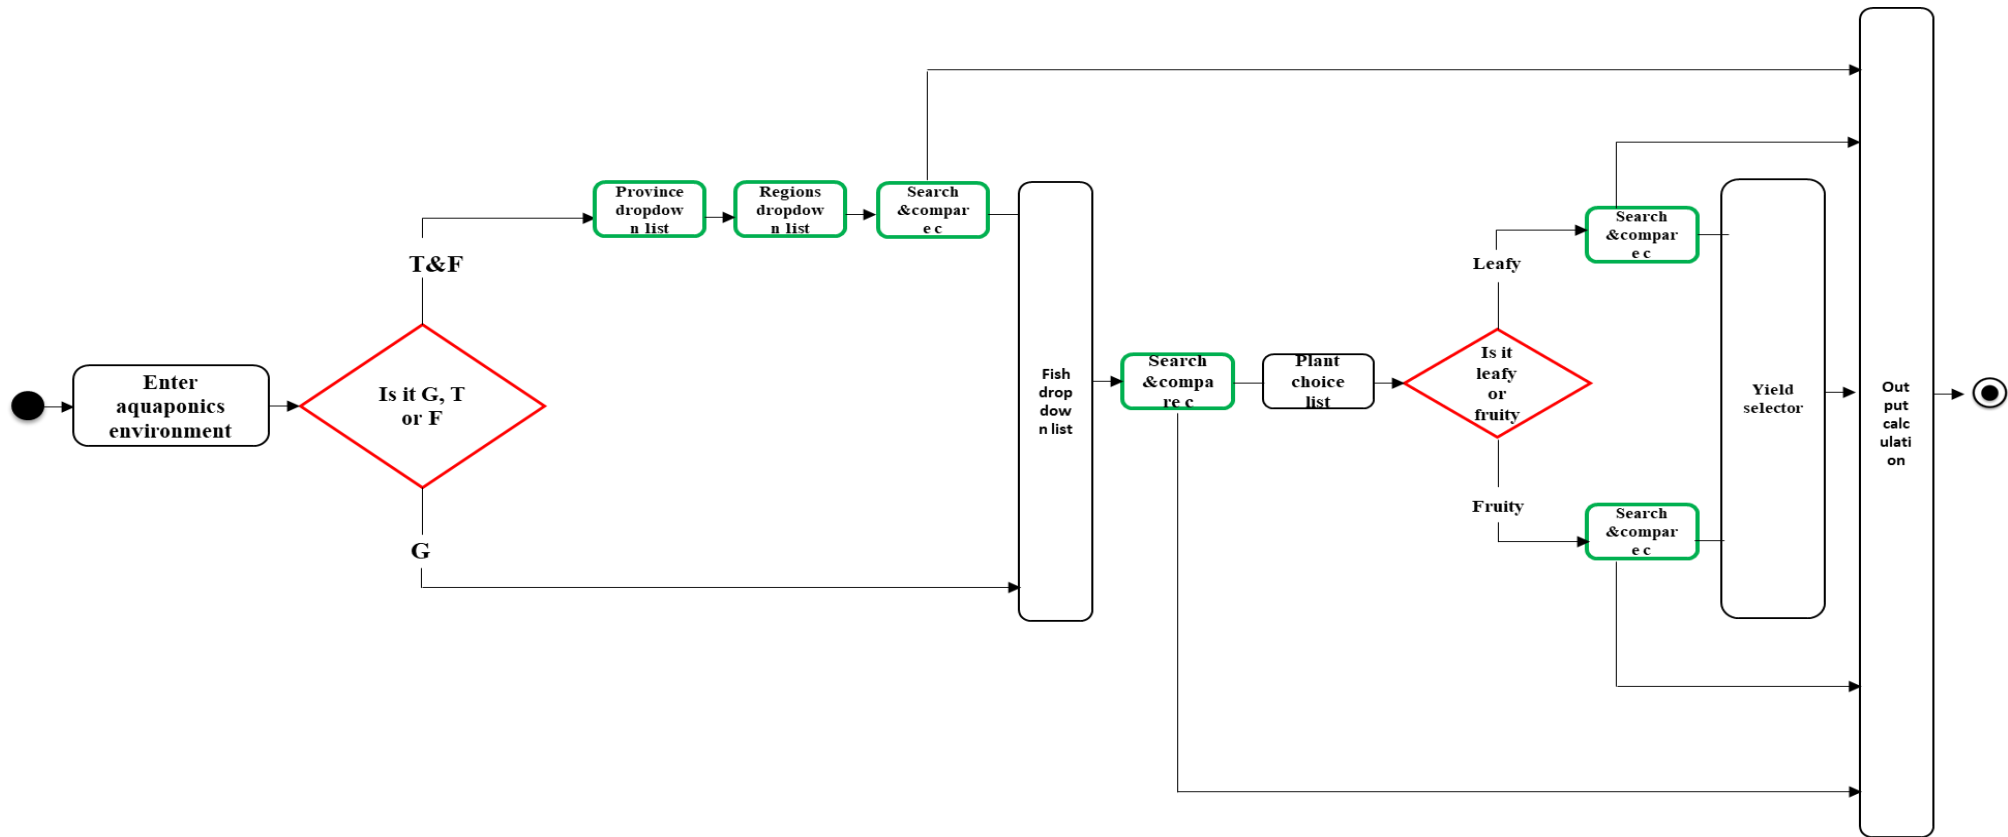 Enter
aquaponics
environment
Is it G, T
or F
T&F
G
Province
dropdow
n list
Regions
dropdow
n list
Search
&compar
e c
Fish
drop
dow
n list
Search
&compa
re c
Plant
choice
list
Is it
leafy
or
fruity
Leafy
Fruity
Search
&compar
e c
Search
&compar
e c
Yield
selector
Out
put
calc
ulati
on